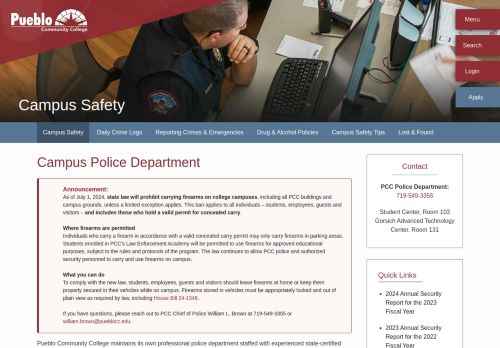 Pueblo
Community College
Menu
Search
Login
Apply
Campus Safety
Campus Safety
Daily Crime Logs
Reporting Crimes & Emergencies
Drug & Alcohol Policies
Campus Safety Tips
Lost & Found
Campus Police Department
Announcement:
As of July 1, 2024, state law will prohibit carrying firearms on college campuses, including all PCC buildings and
campus grounds, unless a limited exception applies. This ban applies to all individuals – students, employees, guests and
visitors – and includes those who hold a valid permit for concealed carry.
Where firearms are permitted
Individuals who carry a firearm in accordance with a valid concealed carry permit may only carry firearms in parking areas.
Students enrolled in PCC's Law Enforcement Academy will be permitted to use firearms for approved educational
purposes, subject to the rules and protocols of the program. The law continues to allow PCC police and authorized
security personnel to carry and use firearms on campus.
What you can do
To comply with the new law, students, employees, guests and visitors should leave firearms at home or keep them
properly secured in their vehicles while on campus. Firearms stored in vehicles must be appropriately locked and out of
plain view as required by law, including House Bill 24-1348.
If you have questions, please reach out to PCC Chief of Police William L. Brown at 719-549-3355 or
william.brown@pueblocc.edu.
Pueblo Community College maintains its own professional police department staffed with experienced state-certified
Contact
PCC Police Department:
719-549-3355
Student Center, Room 103
Gorsich Advanced Technology
Center, Room 131
Quick Links
2024 Annual Security
Report for the 2023
Fiscal Year
2023 Annual Security
Report for the 2022
Fiscal Year